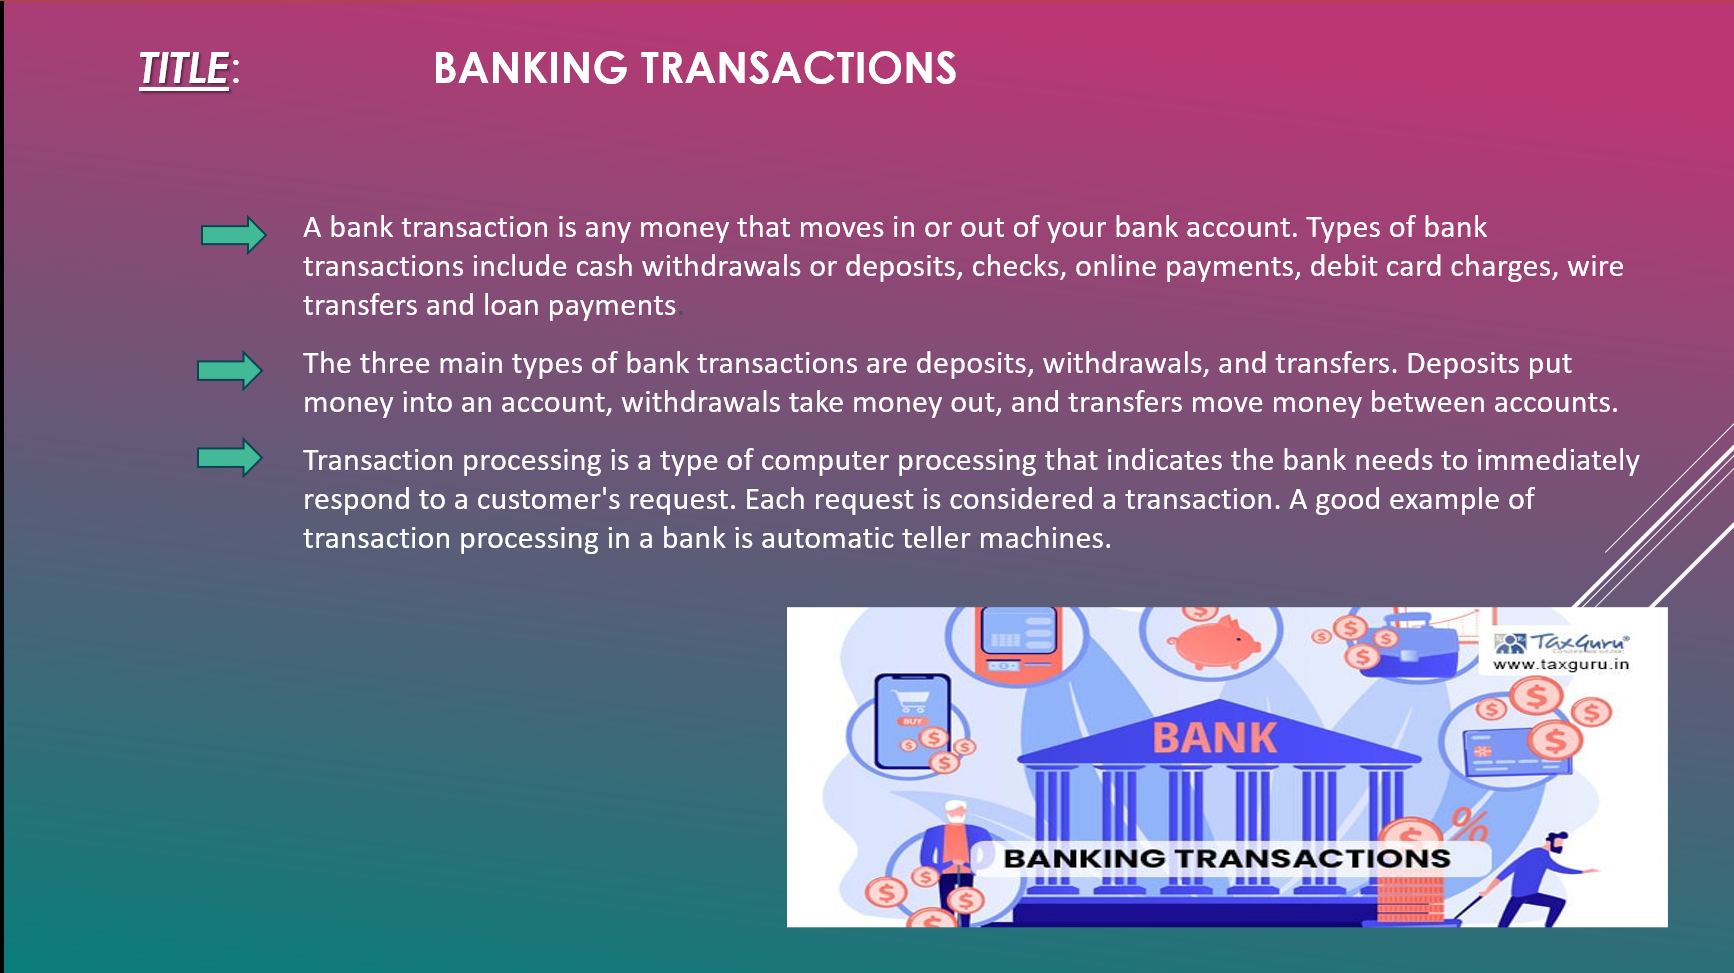 TITLE: BANKING TRANSACTIONS
A bank transaction is any money that moves in or out of your bank account. Types of bank
transactions include cash withdrawals or deposits, checks, online payments, debit card charges, wire
transfers and loan payments.
The three main types of bank transactions are deposits, withdrawals, and transfers. Deposits put
money into an account, withdrawals take money out, and transfers move money between accounts.
Transaction processing is a type of computer processing that indicates the bank needs to immediately
respond to a customer's request. Each request is considered a transaction. A good example of
transaction processing in a bank is automatic teller machines.
TaxGuru®
www.taxguru.in
BUY
BANK
%
BANKING TRANSACTIONS